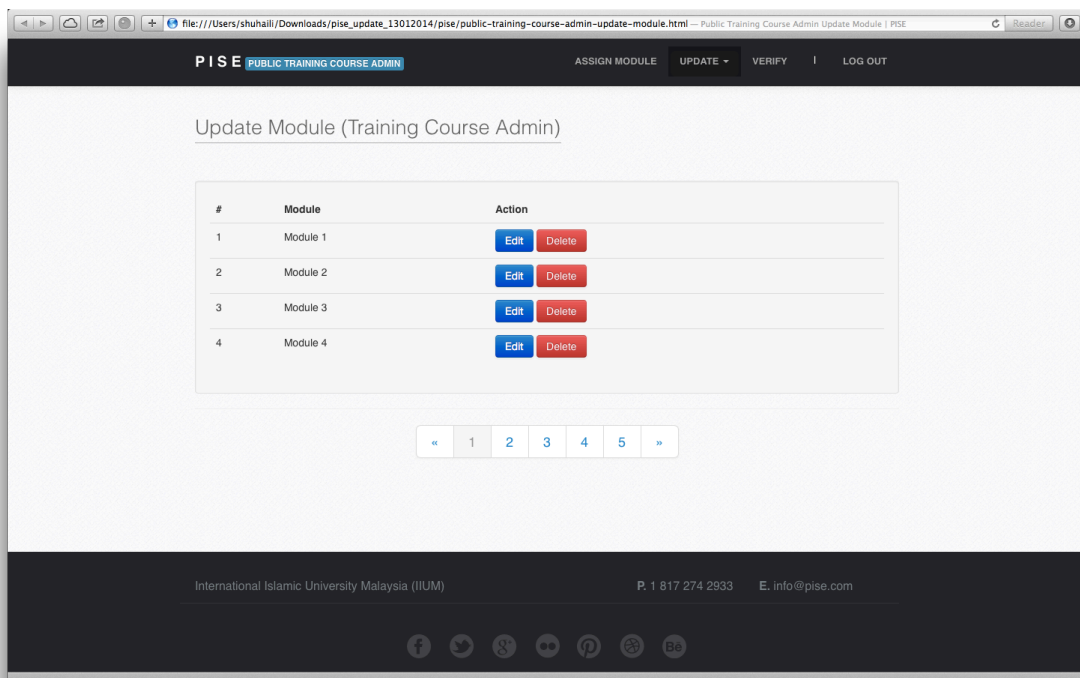 file:///Users/shuhaili/Downloads/pise_update_13012014/pise/public-training-course-admin-update-module.html — Public Training Course Admin Update Module | PISE
Reader
PISE PUBLIC TRAINING COURSE ADMIN
ASSIGN MODULE UPDATE VERIFY | LOG OUT
Update Module (Training Course Admin)
# Module Action
1 Module 1 Edit Delete
2 Module 2 Edit Delete
3 Module 3 Edit Delete
4 Module 4 Edit Delete
« 1 2 3 4 5 »
International Islamic University Malaysia (IIUM) P. 1 817 274 2933 E. info@pise.com
Bē